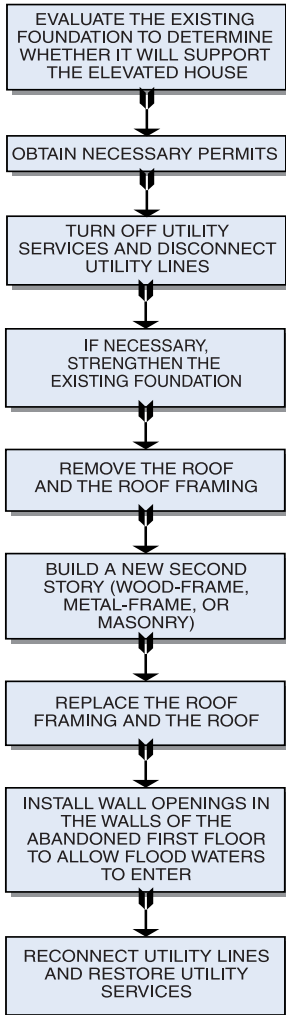 EVALUATE THE EXISTING
FOUNDATION TO DETERMINE
WHETHER IT WILL SUPPORT
THE ELEVATED HOUSE
OBTAIN NECESSARY PERMITS
TURN OFF UTILITY
SERVICES AND DISCONNECT
UTILITY LINES
IF NECESSARY,
STRENGTHEN THE
EXISTING FOUNDATION
REMOVE THE ROOF
AND THE ROOF FRAMING
BUILD A NEW SECOND
STORY (WOOD-FRAME,
METAL-FRAME, OR
MASONRY)
REPLACE THE ROOF
FRAMING AND THE ROOF
INSTALL WALL OPENINGS IN
THE WALLS OF THE
ABANDONED FIRST FLOOR
TO ALLOW FLOOD WATERS
TO ENTER
RECONNECT UTILITY LINES
AND RESTORE UTILITY
SERVICES